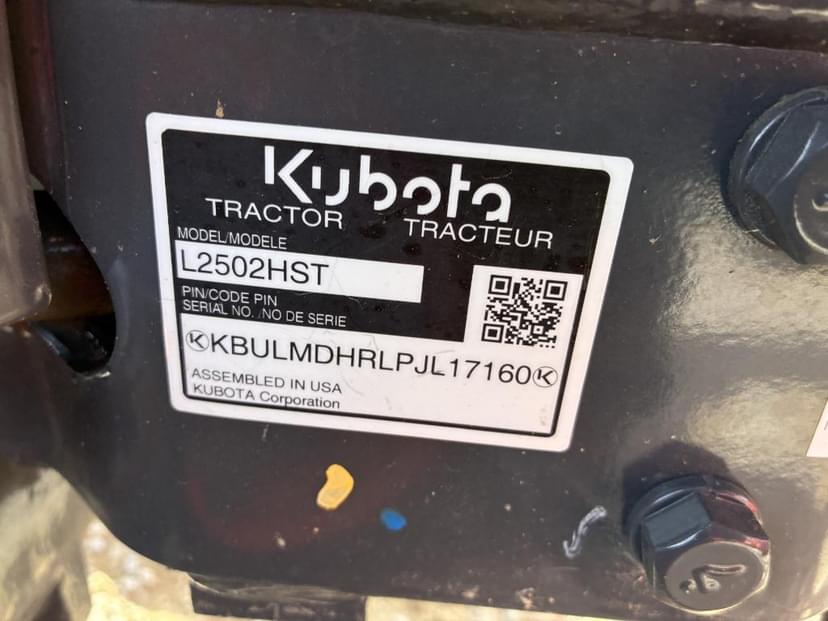 Kubota
TRACTOR TRACTEUR
MODEL/MODELE
L2502HST
PIN/CODE PIN
SERIAL NO. /NO DE SERIE
KBULMDHRLPJL17160
ASSEMBLED IN USA
KUBOTA Corporation